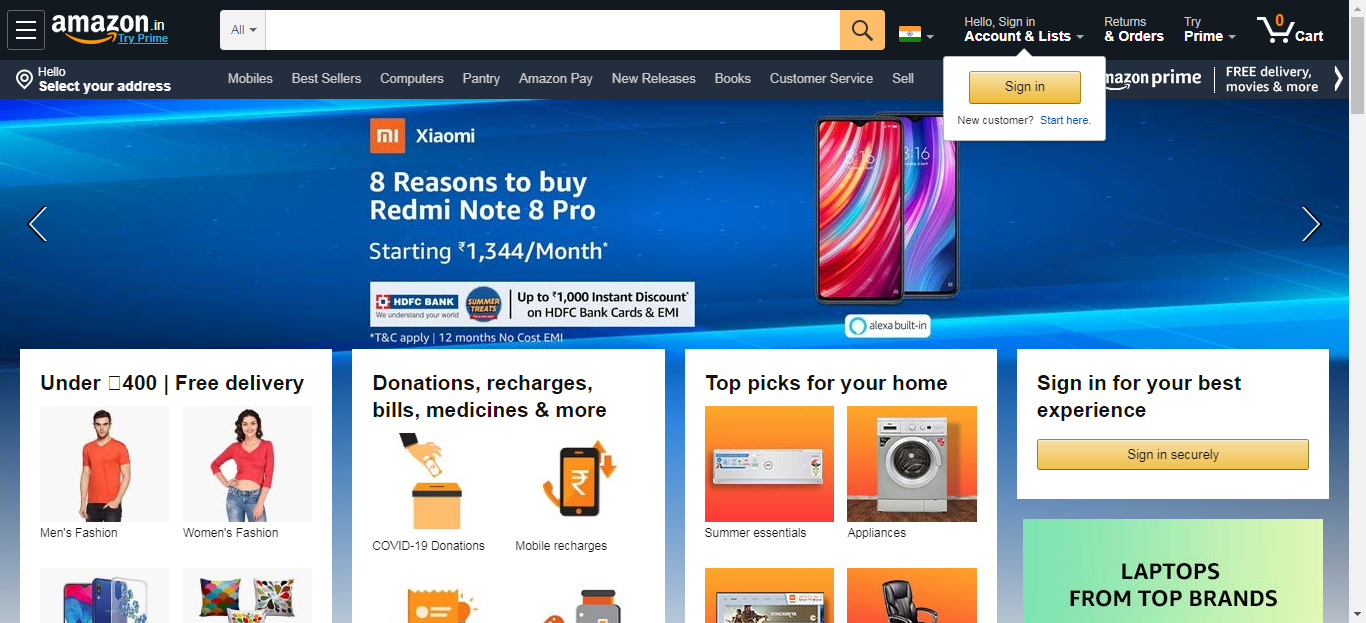 amazon.in
Try Prime
All
Hello, Sign in
Account & Lists
Returns
& Orders
Try
Prime
0
Cart
Hello
Select your address
Mobiles
Best Sellers
Computers
Pantry
Amazon Pay
New Releases
Books
Customer Service
Sell
mazon prime
FREE delivery,
movies & more
Sign in
New customer? Start here.
mi Xiaomi
8 Reasons to buy
Redmi Note 8 Pro
Starting ₹1,344/Month*
HDFC BANK
We understand your world
SUMMER
TREATS
Up to ₹1,000 Instant Discount*
on HDFC Bank Cards & EMI
*T&C apply | 12 months No Cost EMI
8:16
3:16
alexa built-in
Under 400 | Free delivery
Men's Fashion
Women's Fashion
Donations, recharges,
bills, medicines & more
COVID-19 Donations
Mobile recharges
Top picks for your home
Summer essentials
Appliances
Sign in for your best
experience
Sign in securely
LAPTOPS
FROM TOP BRANDS